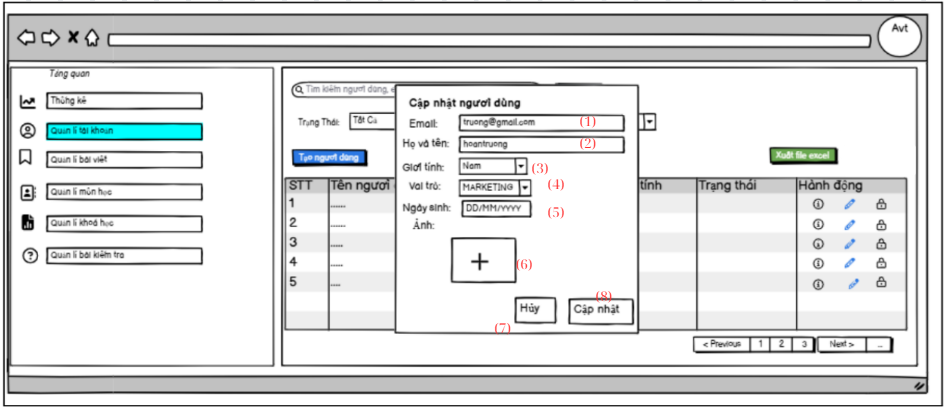 Avt
Tổng quan
Thống kê
Quản lí tài khoản
Quản lí bài viết
Quản lí môn học
Quản lí khoá học
Quản lí bài kiểm tra
Tìm kiếm người dùng, e
Trạng Thái: Tất Cả
Tạo người dùng
Xuất file excel
STT Tên người tính Trạng thái Hành động
1 ......
2 .....
3 .....
4 .....
5 ....
Cập nhật người dùng
Email: truong@gmail.com (1)
Họ và tên: hoantruong (2)
Giới tính: Nam (3)
Vai trò: MARKETING (4)
Ngày sinh: DD/MM/YYYY (5)
Ảnh:
+ (6)
Hủy (7)
Cập nhật (8)
< Previous 1 2 3 Next > ...